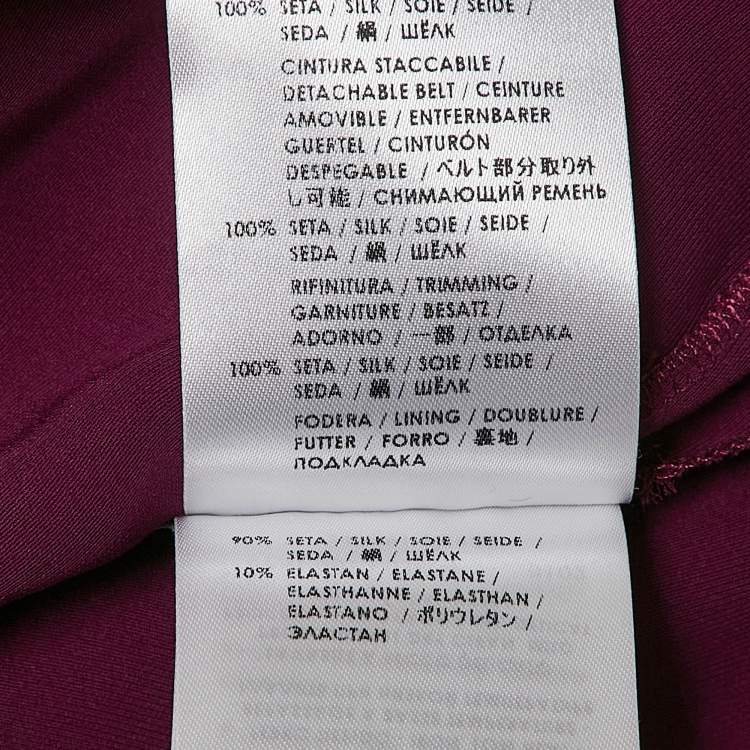 100% SETA / SILK / SOIE / SEIDE /
SEDA / 絹 / ШЁЛК
CINTURA STACCABILE /
DETACHABLE BELT / CEINTURE
AMOVIBLE / ENTFERNBARER
GUERTEL / CINTURÓN
DESPEGABLE / ベルト部分取り外
し可能 / СНИМАЮЩИЙ РЕМЕНЬ
100% SETA / SILK / SOIE / SEIDE /
SEDA / 絹 / ШЁЛК
RIFINITURA / TRIMMING /
GARNITURE / BESATZ /
ADORNO / 一部 / ОТДЕЛКА
100% SETA / SILK / SOIE / SEIDE /
SEDA / 絹 / ШЁЛК
FODERA / LINING / DOUBLURE /
FUTTER / FORRO / 裏地 /
ПОДКЛАДКА
90% SETA / SILK / SOIE / SEIDE /
SEDA / 絹 / ШЁЛК
10% ELASTAN / ELASTANE /
ELASTHANNE / ELASTHAN /
ELASTANO / ポリウレタン /
ЭЛАСТАН